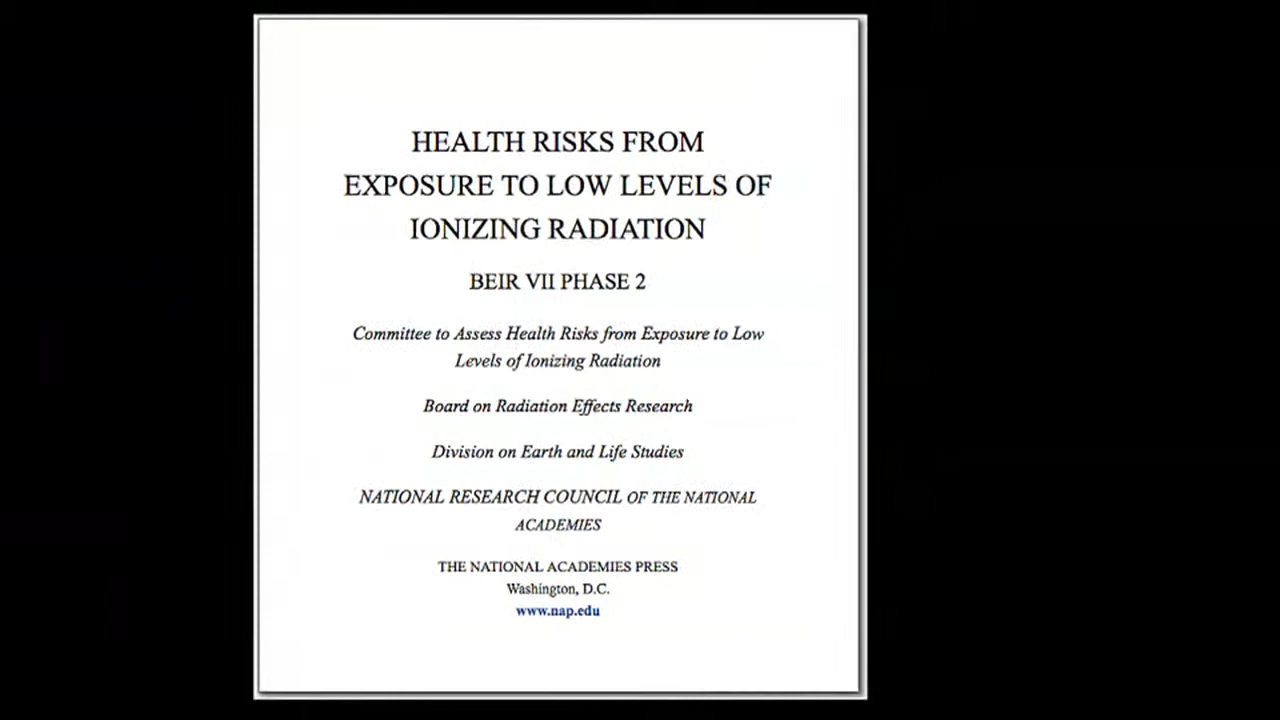 HEALTH RISKS FROM
EXPOSURE TO LOW LEVELS OF
IONIZING RADIATION
BEIR VII PHASE 2
Committee to Assess Health Risks from Exposure to Low
Levels of Ionizing Radiation
Board on Radiation Effects Research
Division on Earth and Life Studies
NATIONAL RESEARCH COUNCIL OF THE NATIONAL
ACADEMIES
THE NATIONAL ACADEMIES PRESS
Washington, D.C.
www.nap.edu